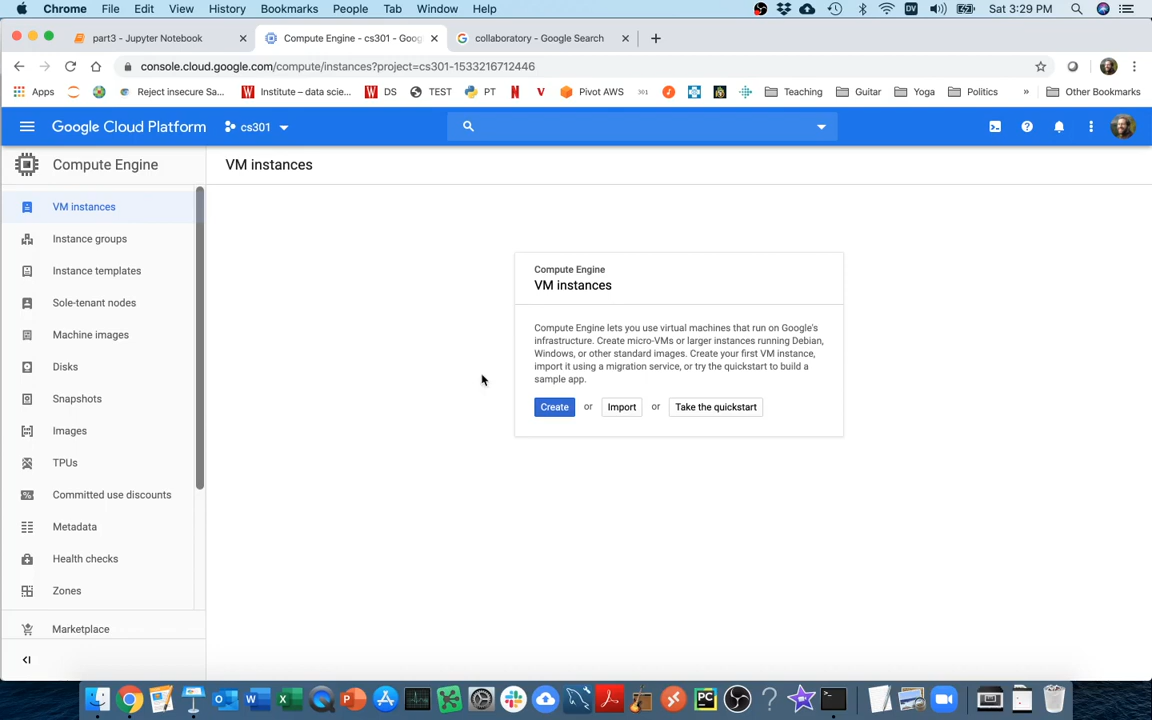 Chrome File Edit View History Bookmarks People Tab Window Help
DV Sat 3:29 PM
part3 - Jupyter Notebook
Compute Engine - cs301 - Goog
collaboratory - Google Search
console.cloud.google.com/compute/instances?project=cs301-1533216712446
Apps Reject insecure Sa... Institute – data scie... DS TEST PT Pivot AWS 301 Teaching Guitar Yoga Politics » Other Bookmarks
Google Cloud Platform cs301
Compute Engine
VM instances
VM instances
Instance groups
Instance templates
Sole-tenant nodes
Machine images
Disks
Snapshots
Images
TPUs
Committed use discounts
Metadata
Health checks
Zones
Marketplace
Compute Engine
VM instances
Compute Engine lets you use virtual machines that run on Google's
infrastructure. Create micro-VMs or larger instances running Debian,
Windows, or other standard images. Create your first VM instance,
import it using a migration service, or try the quickstart to build a
sample app.
Create or Import or Take the quickstart